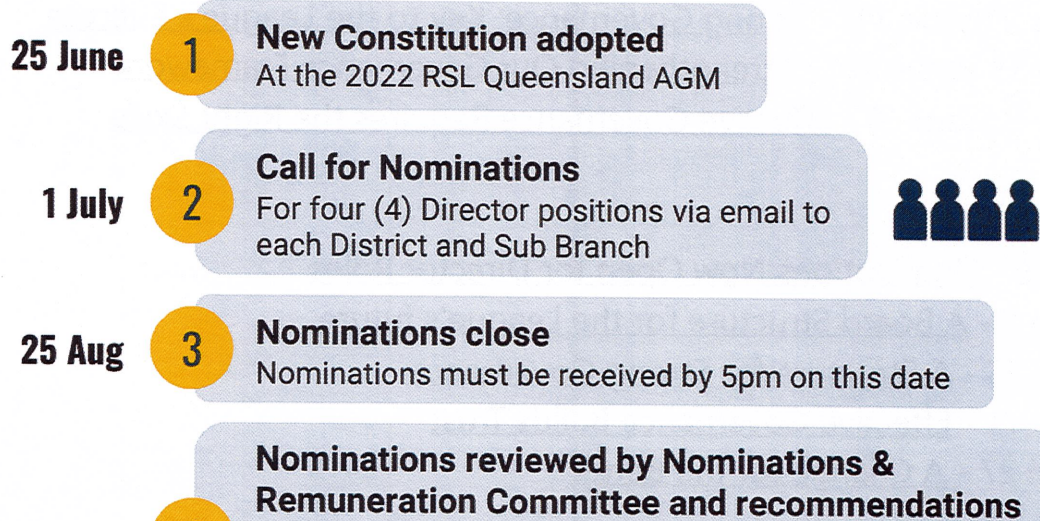 25 June
1
New Constitution adopted
At the 2022 RSL Queensland AGM
1 July
2
Call for Nominations
For four (4) Director positions via email to
each District and Sub Branch
25 Aug
3
Nominations close
Nominations must be received by 5pm on this date
Nominations reviewed by Nominations &
Remuneration Committee and recommendations